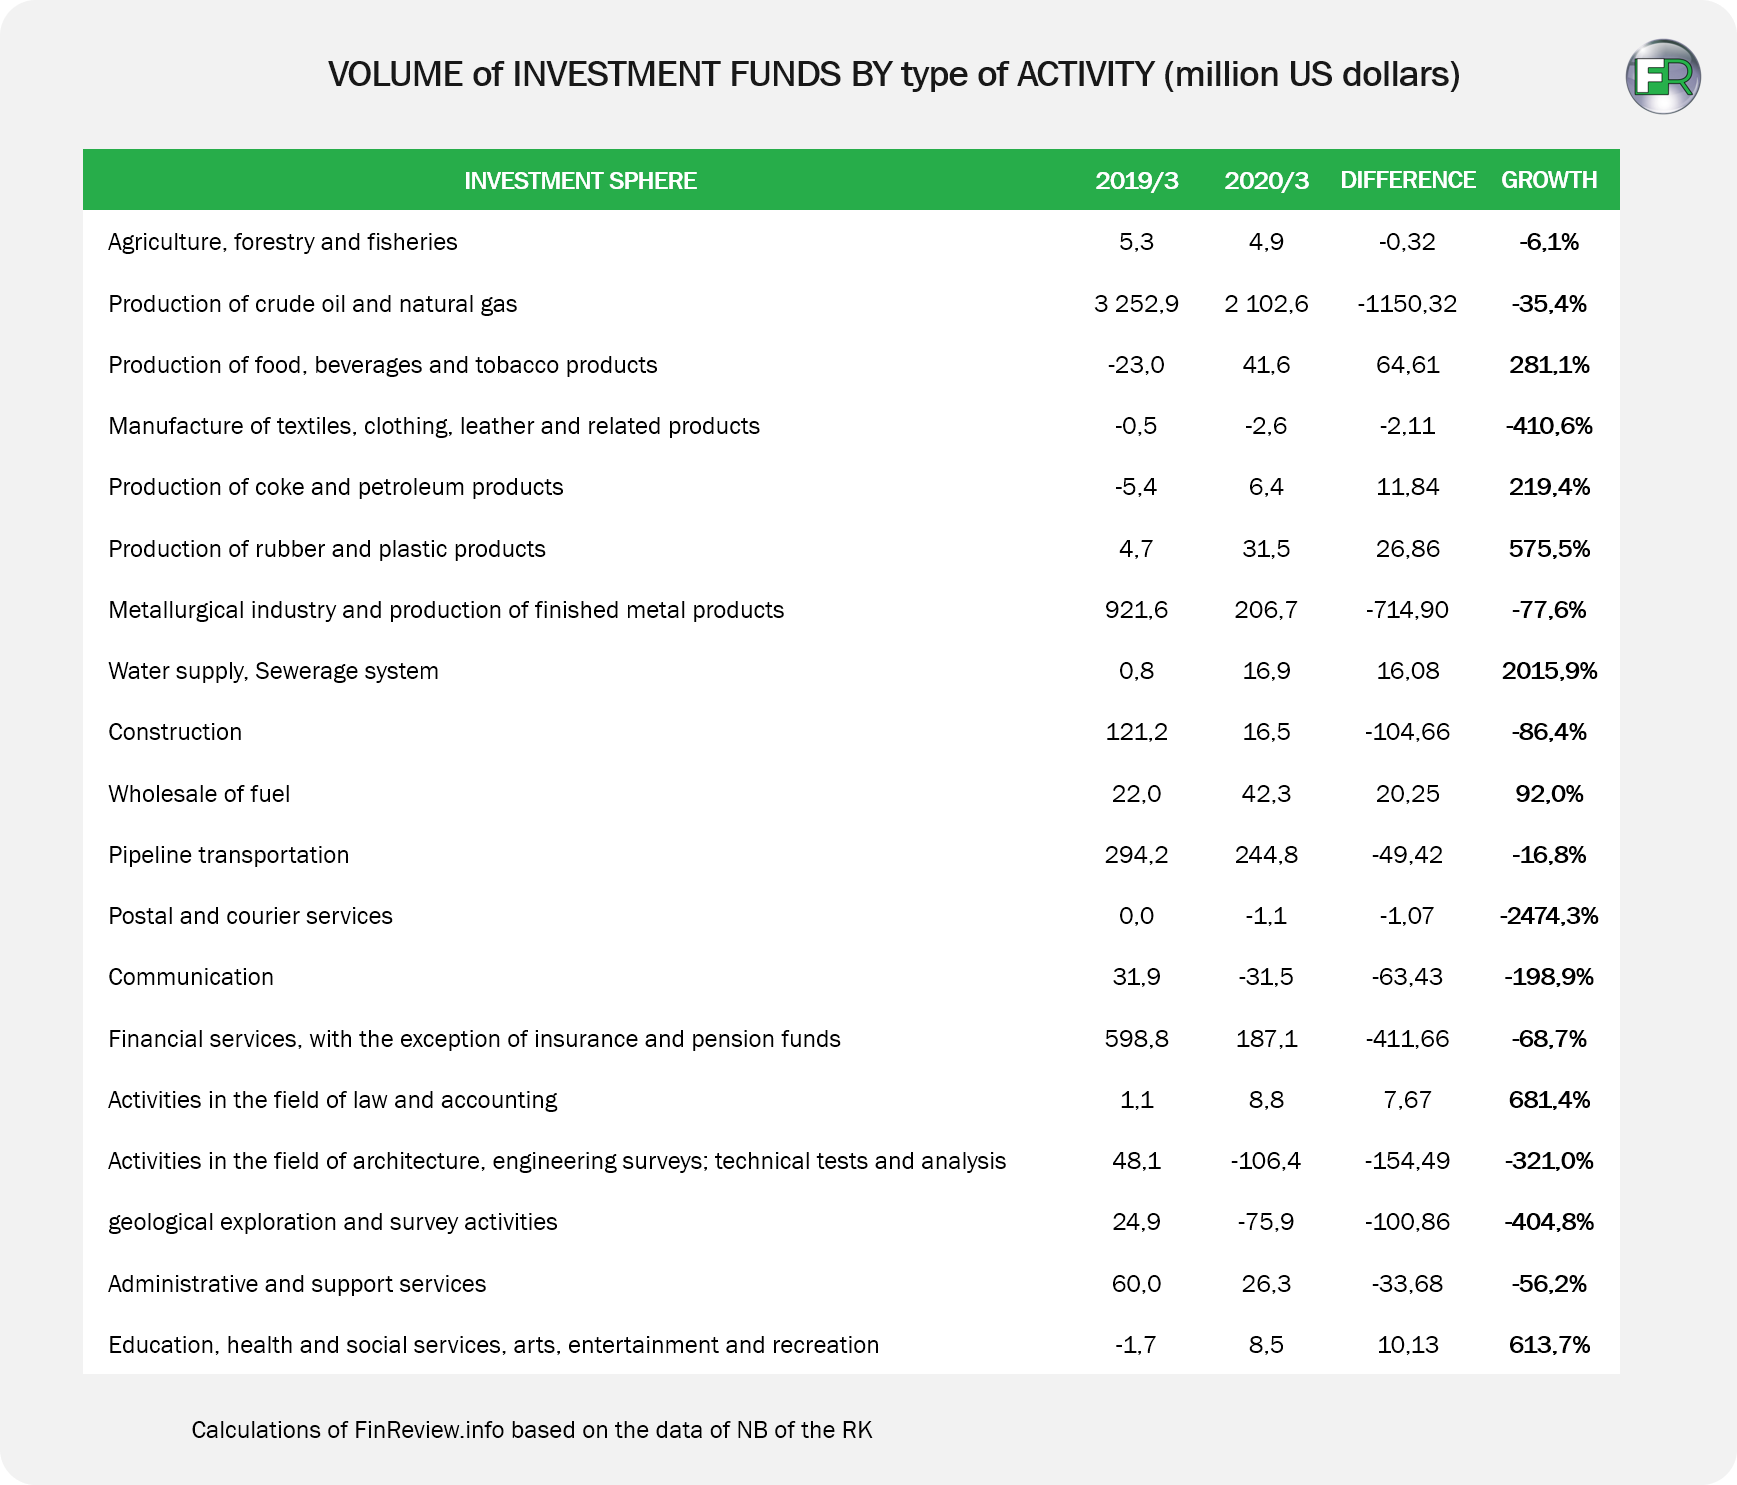 VOLUME of INVESTMENT FUNDS BY type of ACTIVITY (million US dollars)
FR
INVESTMENT SPHERE 2019/3 2020/3 DIFFERENCE GROWTH
Agriculture, forestry and fisheries 5,3 4,9 -0,32 -6,1%
Production of crude oil and natural gas 3 252,9 2 102,6 -1150,32 -35,4%
Production of food, beverages and tobacco products -23,0 41,6 64,61 281,1%
Manufacture of textiles, clothing, leather and related products -0,5 -2,6 -2,11 -410,6%
Production of coke and petroleum products -5,4 6,4 11,84 219,4%
Production of rubber and plastic products 4,7 31,5 26,86 575,5%
Metallurgical industry and production of finished metal products 921,6 206,7 -714,90 -77,6%
Water supply, Sewerage system 0,8 16,9 16,08 2015,9%
Construction 121,2 16,5 -104,66 -86,4%
Wholesale of fuel 22,0 42,3 20,25 92,0%
Pipeline transportation 294,2 244,8 -49,42 -16,8%
Postal and courier services 0,0 -1,1 -1,07 -2474,3%
Communication 31,9 -31,5 -63,43 -198,9%
Financial services, with the exception of insurance and pension funds 598,8 187,1 -411,66 -68,7%
Activities in the field of law and accounting 1,1 8,8 7,67 681,4%
Activities in the field of architecture, engineering surveys; technical tests and analysis 48,1 -106,4 -154,49 -321,0%
geological exploration and survey activities 24,9 -75,9 -100,86 -404,8%
Administrative and support services 60,0 26,3 -33,68 -56,2%
Education, health and social services, arts, entertainment and recreation -1,7 8,5 10,13 613,7%
Calculations of FinReview.info based on the data of NB of the RK